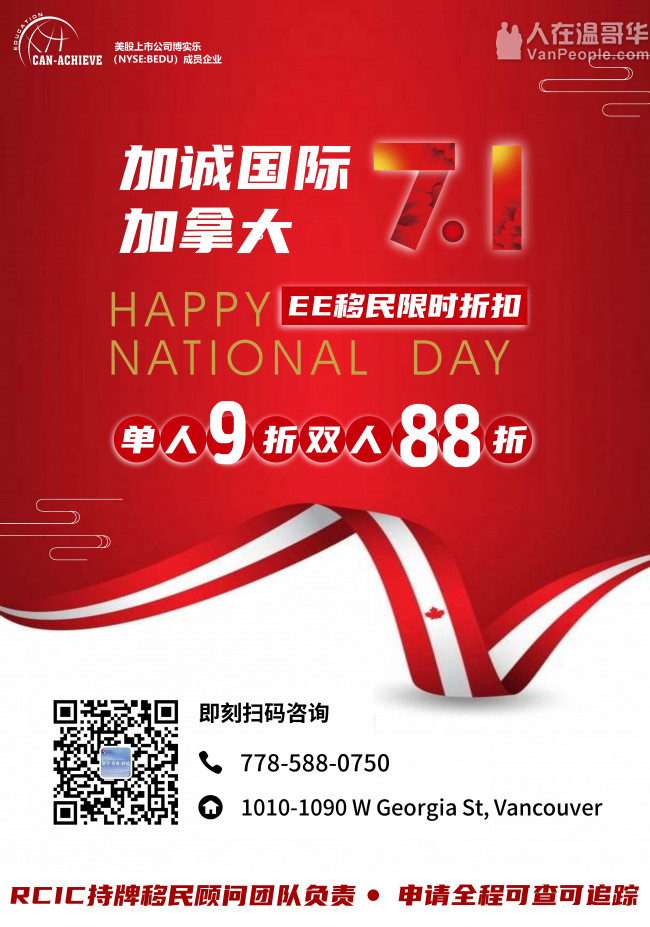 EDUCATION
CAN-ACHIEVE
美股上市公司博实乐
(NYSE:BEDU) 成员企业
人在温哥华
VanPeople.com
加诚国际
加拿大
7.1
HAPPY
EE移民限时折扣
NATIONAL DAY
单人9折双人88折
即刻扫码咨询
778-588-0750
1010-1090 W Georgia St, Vancouver
RCIC持牌移民顾问团队负责 ● 申请全程可查可追踪